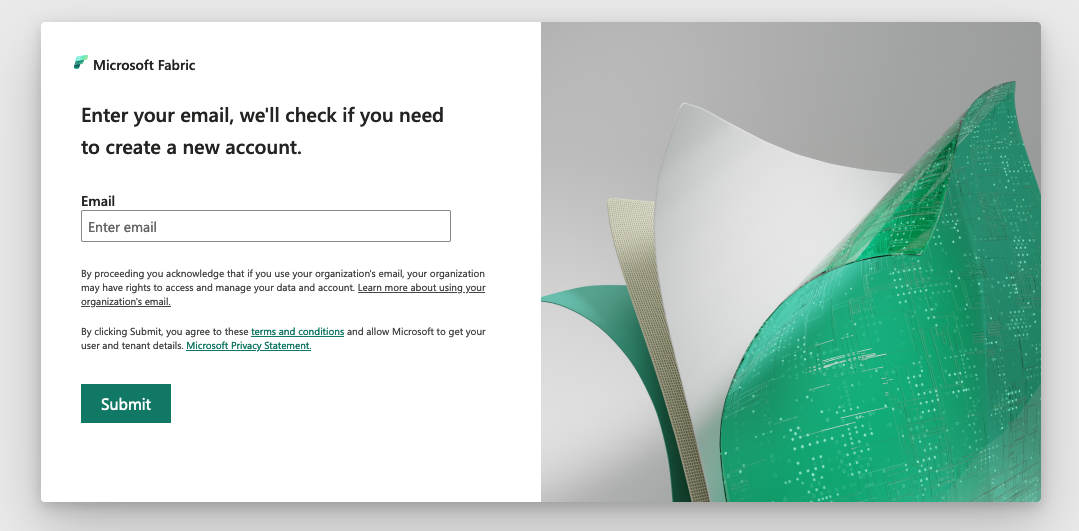 Microsoft Fabric
Enter your email, we'll check if you need
to create a new account.
Email
Enter email
By proceeding you acknowledge that if you use your organization's email, your organization
may have rights to access and manage your data and account. Learn more about using your
organization's email.
By clicking Submit, you agree to these terms and conditions and allow Microsoft to get your
user and tenant details. Microsoft Privacy Statement.
Submit